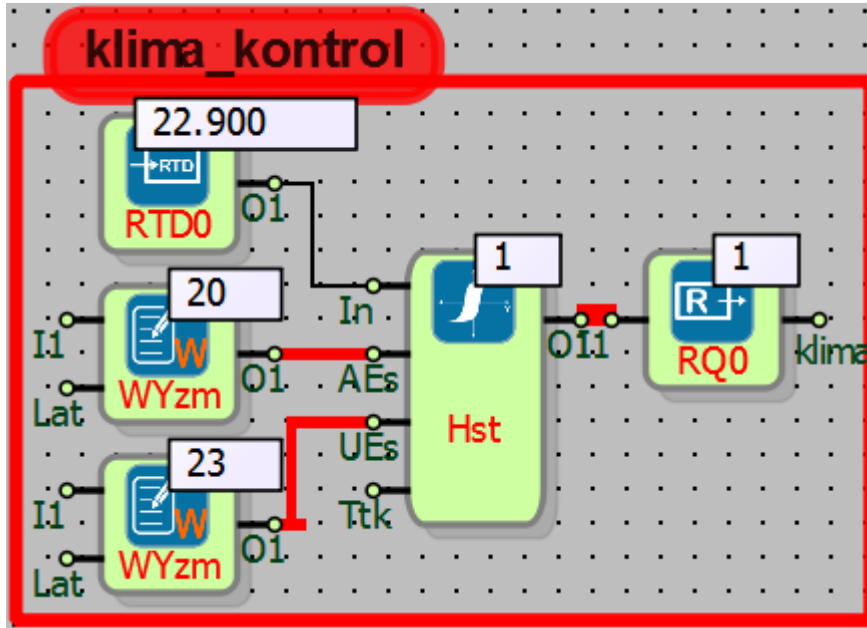 klima_kontrol
22.900
RTD
RTD0
O1
20
I1
W
WYzm
O1
Lat
23
I1
W
WYzm
O1
Lat
In
AEs
UEs
Ttk
1
Hst
O1
I1
1
R
RQ0
klima